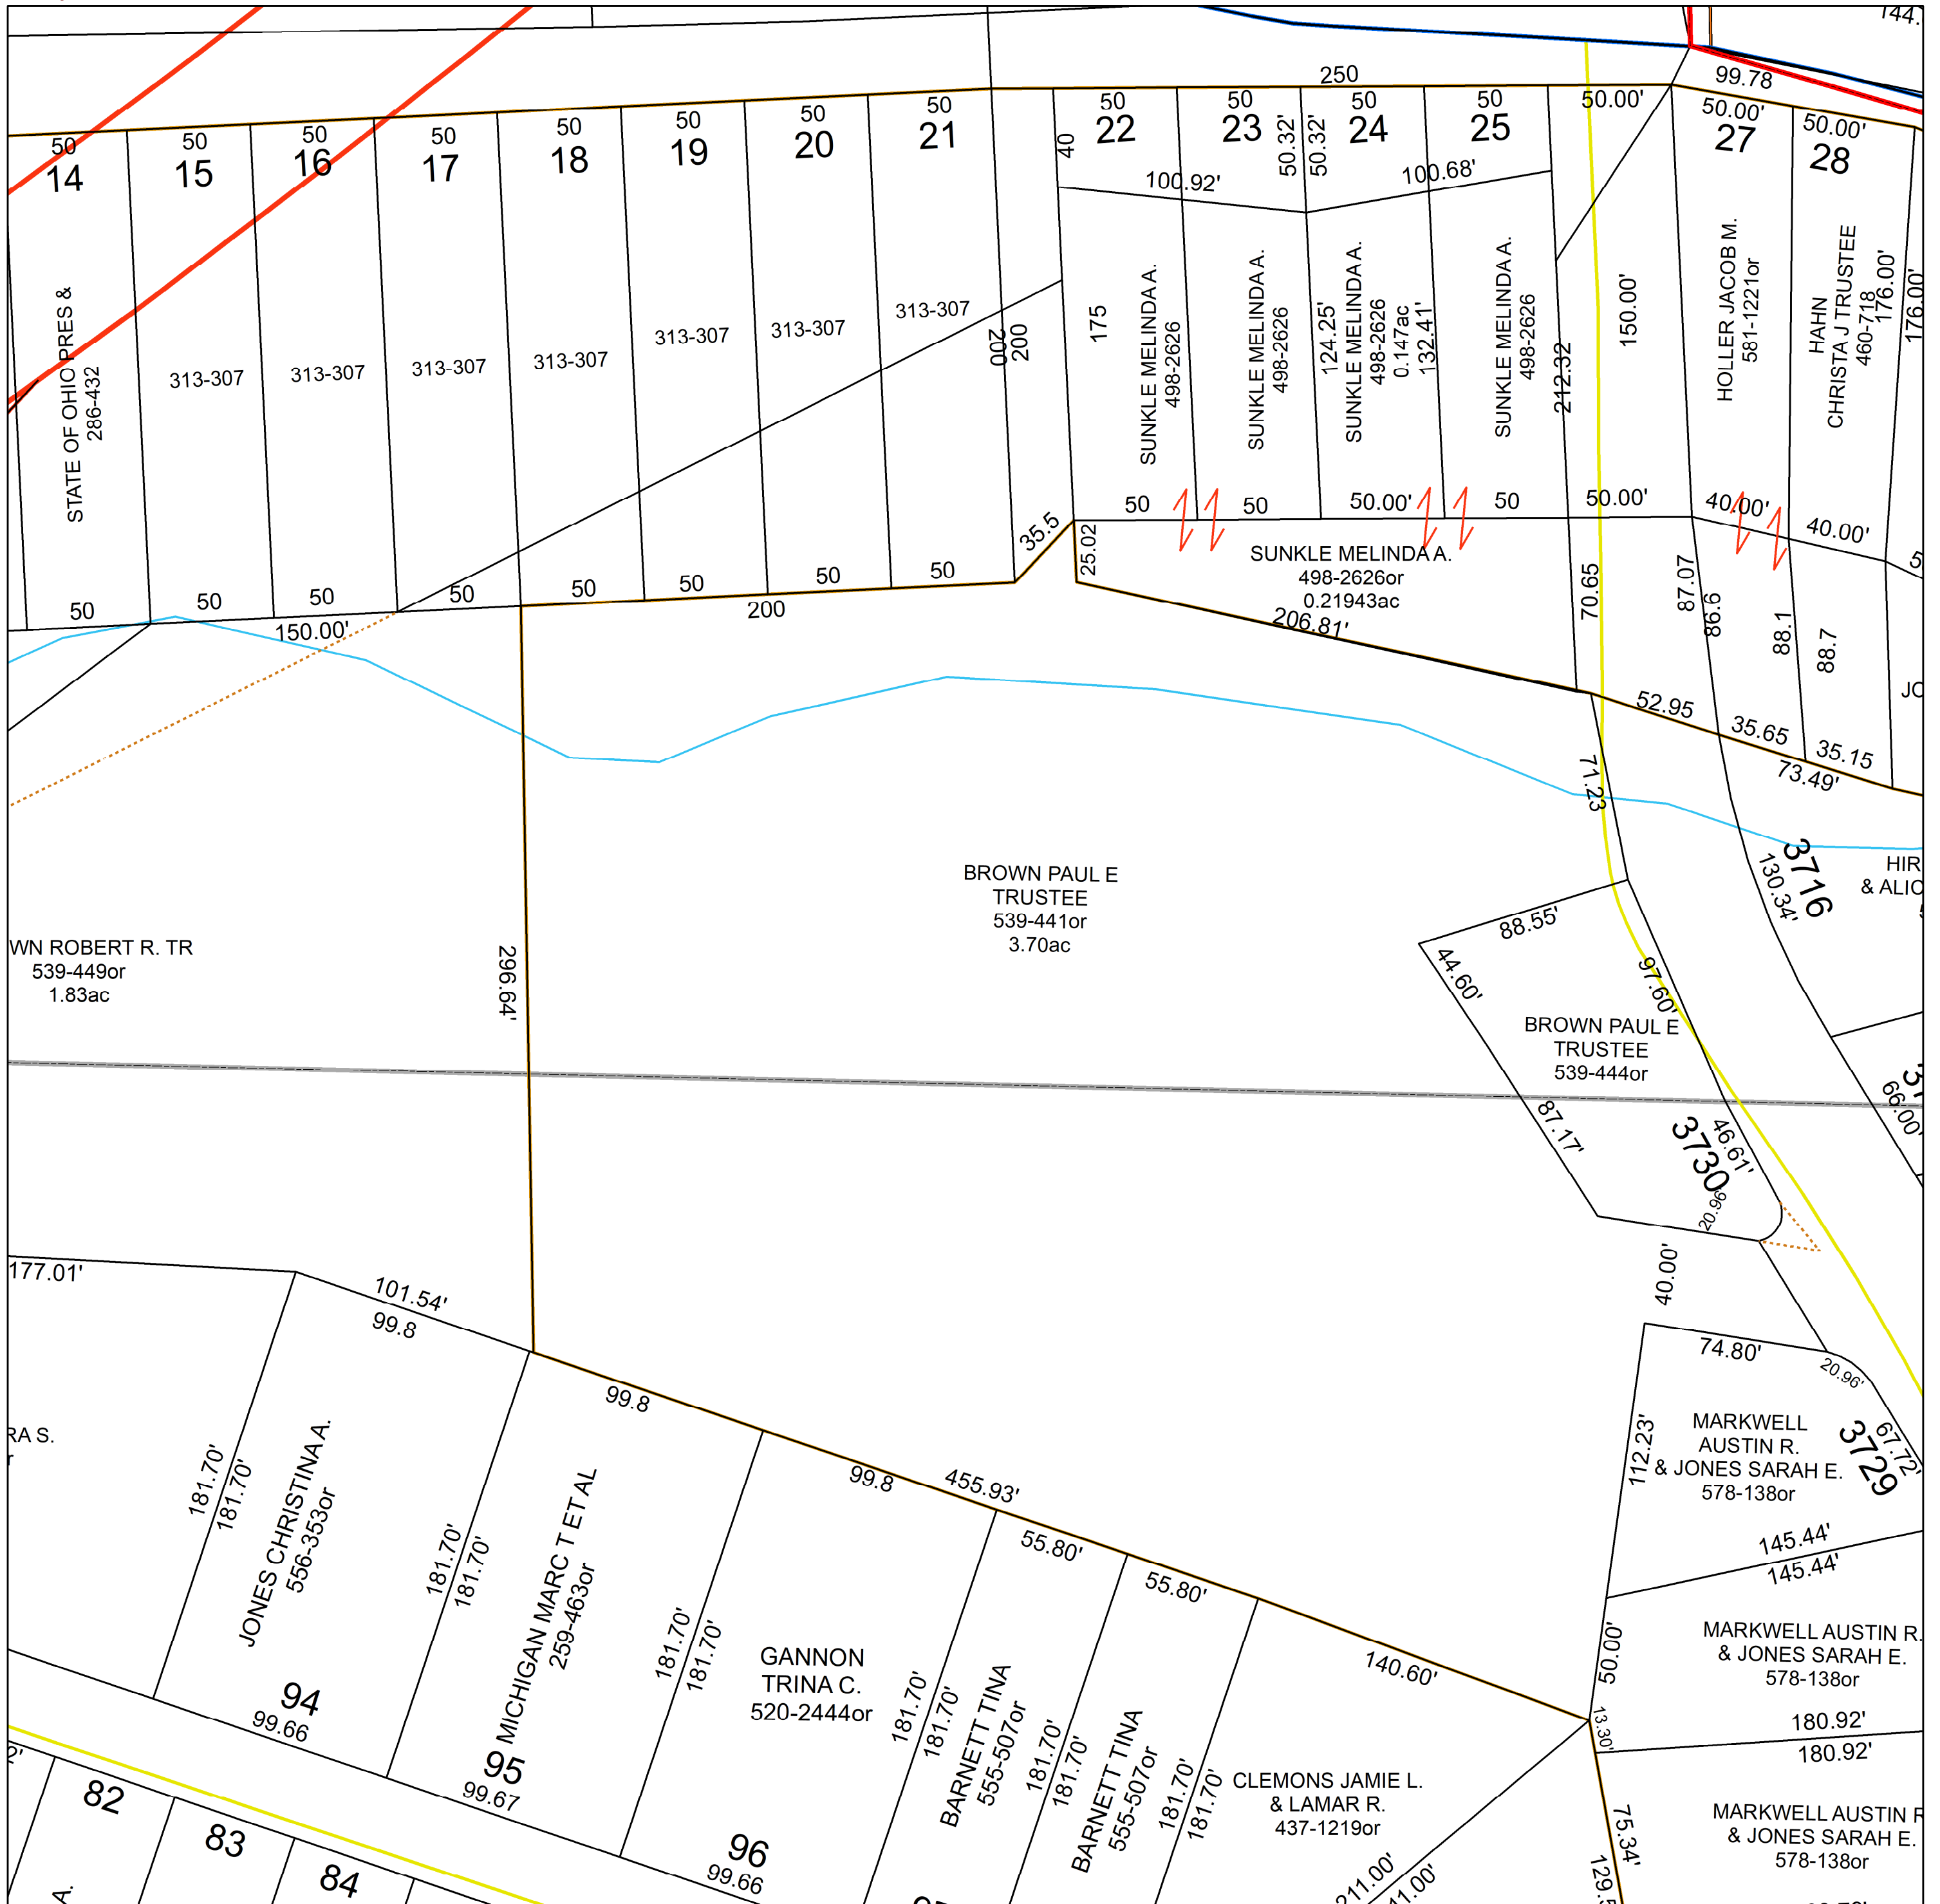 144.
250
99.78
50
50
50
50
50
50
50
50
50
50
50
50
50.00'
50.00'
50.00'
14
15
16
17
18
19
20
21
22
23
24
25
27
28
40
50.32'
50.32'
100.92'
100.68'
STATE OF OHIO PRES &
286-432
313-307
313-307
313-307
313-307
313-307
313-307
313-307
200
200
175
SUNKLE MELINDA A.
498-2626
SUNKLE MELINDA A.
498-2626
124.25'
SUNKLE MELINDA A.
498-2626
0.147ac
132.41'
SUNKLE MELINDA A.
498-2626
212.32
150.00'
HOLLER JACOB M.
581-1221or
HAHN
CHRISTA J TRUSTEE
460-718
176.00'
176.00'
50
50
50.00'
50
50.00'
40.00'
40.00'
5
35.5
25.02
SUNKLE MELINDA A.
498-2626or
0.21943ac
206.81'
70.65
87.07
86.6
88.1
88.7
JO
50
50
50
50
50
50
50
50
150.00'
200
52.95
35.65
35.15
73.49'
71.23
3716
130.34'
HIR
& ALIC
BROWN PAUL E
TRUSTEE
539-441or
3.70ac
WN ROBERT R. TR
539-449or
1.83ac
296.64'
88.55'
44.60'
97.60'
BROWN PAUL E
TRUSTEE
539-444or
87.17'
3730
46.61'
20.96'
66.00'
40.00'
177.01'
101.54'
99.8
99.8
99.8
455.93'
55.80'
55.80'
140.60'
74.80'
20.96'
67.72'
3729
112.23'
MARKWELL
AUSTIN R.
& JONES SARAH E.
578-138or
145.44'
145.44'
RA S.
r
181.70'
181.70'
JONES CHRISTINA A.
556-353or
181.70'
181.70'
MICHIGAN MARC T ET AL
259-463or
181.70'
181.70'
GANNON
TRINA C.
520-2444or
181.70'
181.70'
BARNETT TINA
555-507or
181.70'
181.70'
BARNETT TINA
555-507or
181.70'
181.70'
CLEMONS JAMIE L.
& LAMAR R.
437-1219or
50.00'
MARKWELL AUSTIN R.
& JONES SARAH E.
578-138or
13.30'
180.92'
180.92'
MARKWELL AUSTIN R
& JONES SARAH E.
578-138or
75.34'
129.5
211.00'
11.00'
94
99.66
95
99.67
96
99.66
2'
82
83
84
A.